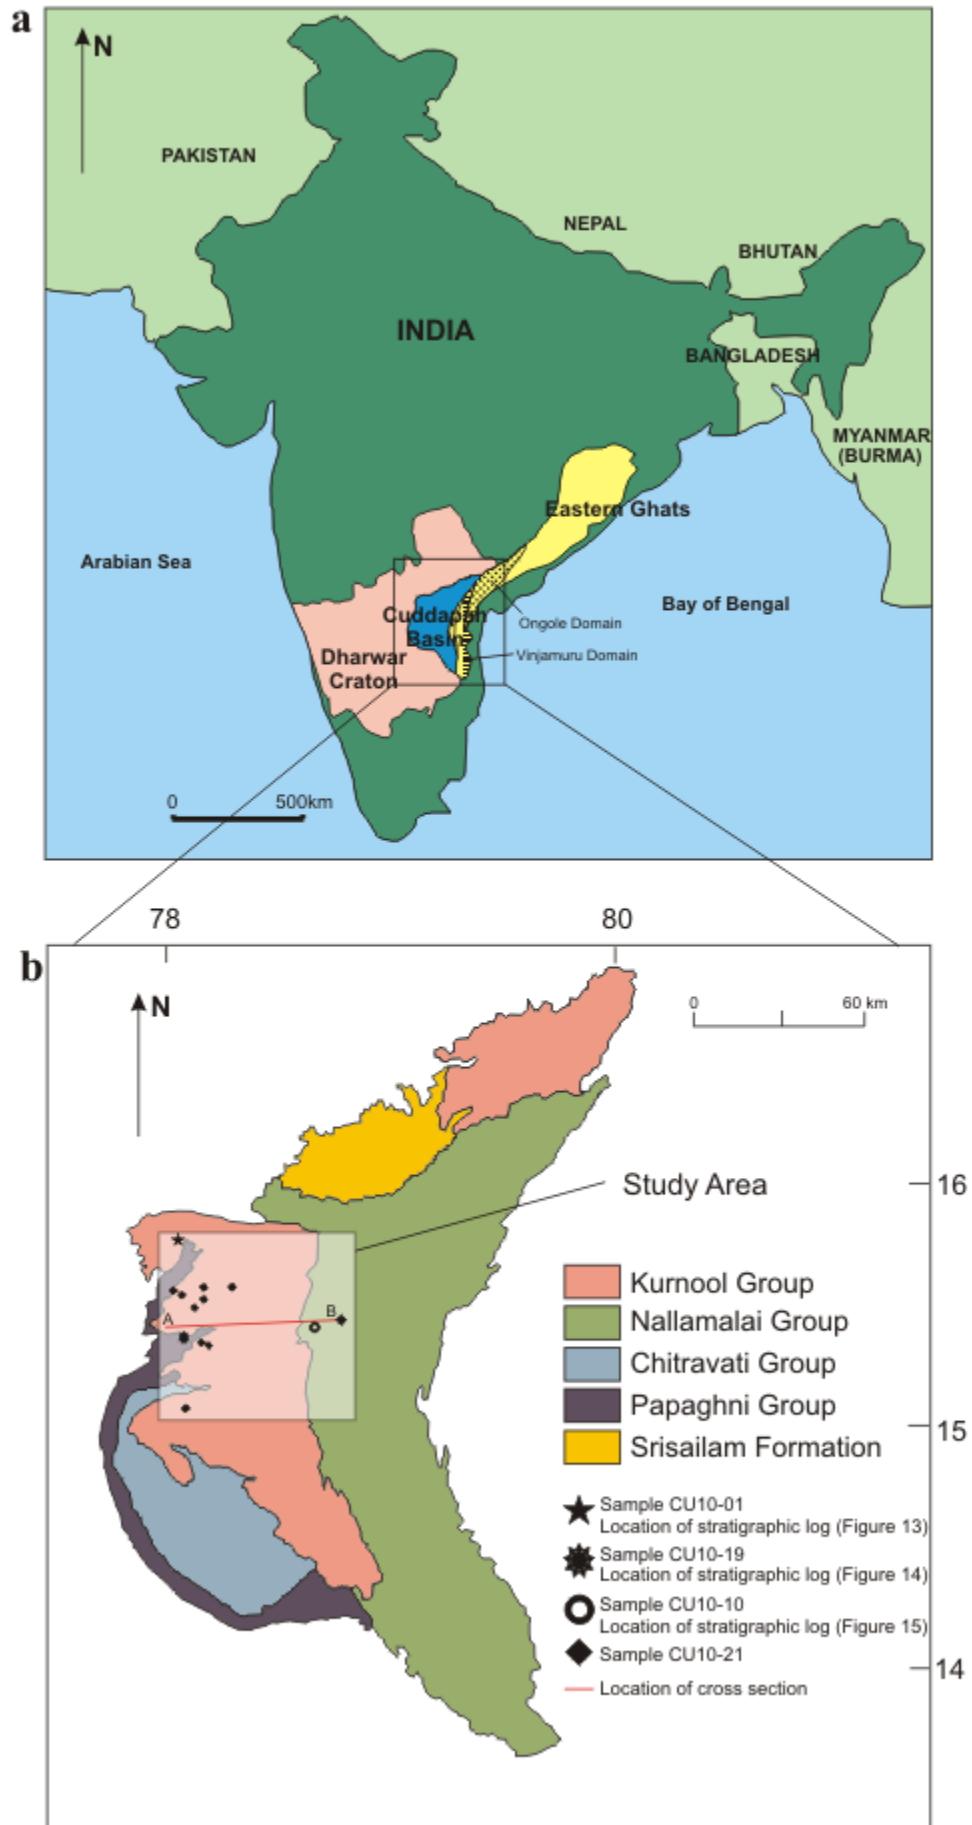 a
N
PAKISTAN
NEPAL
BHUTAN
INDIA
BANGLADESH
MYANMAR
(BURMA)
Eastern Ghats
Arabian Sea
Bay of Bengal
Cuddapah
Basin
Ongole Domain
Dharwar
Craton
Vinjamuru Domain
0 500km
78 80
b
N
0 60 km
16
Study Area
A
B
Kurnool Group
Nallamalai Group
Chitravati Group
Papaghni Group
Srisailam Formation
15
Sample CU10-01
Location of stratigraphic log (Figure 13)
Sample CU10-19
Location of stratigraphic log (Figure 14)
Sample CU10-10
Location of stratigraphic log (Figure 15)
Sample CU10-21
14
Location of cross section